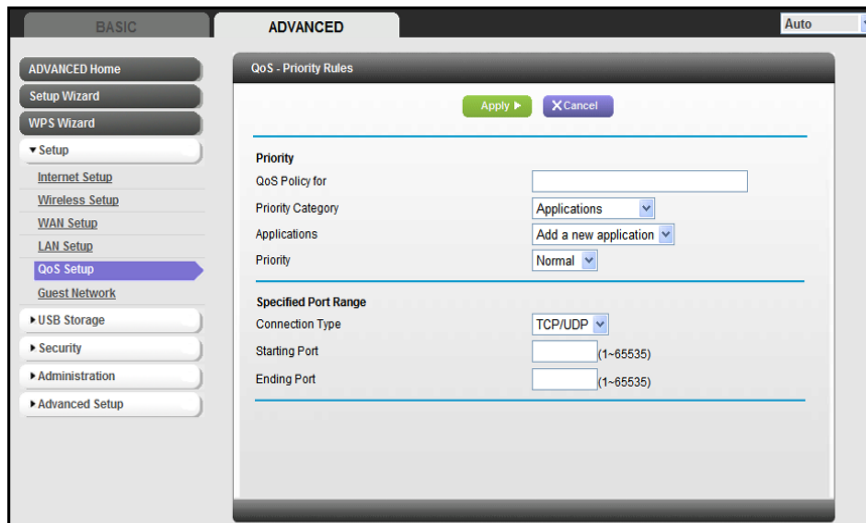 BASIC
ADVANCED
Auto
ADVANCED Home
Setup Wizard
WPS Wizard
Setup
Internet Setup
Wireless Setup
WAN Setup
LAN Setup
QoS Setup
Guest Network
USB Storage
Security
Administration
Advanced Setup
QoS - Priority Rules
Apply
X Cancel
Priority
QoS Policy for
Priority Category Applications
Applications Add a new application
Priority Normal
Specified Port Range
Connection Type TCP/UDP
Starting Port (1~65535)
Ending Port (1~65535)